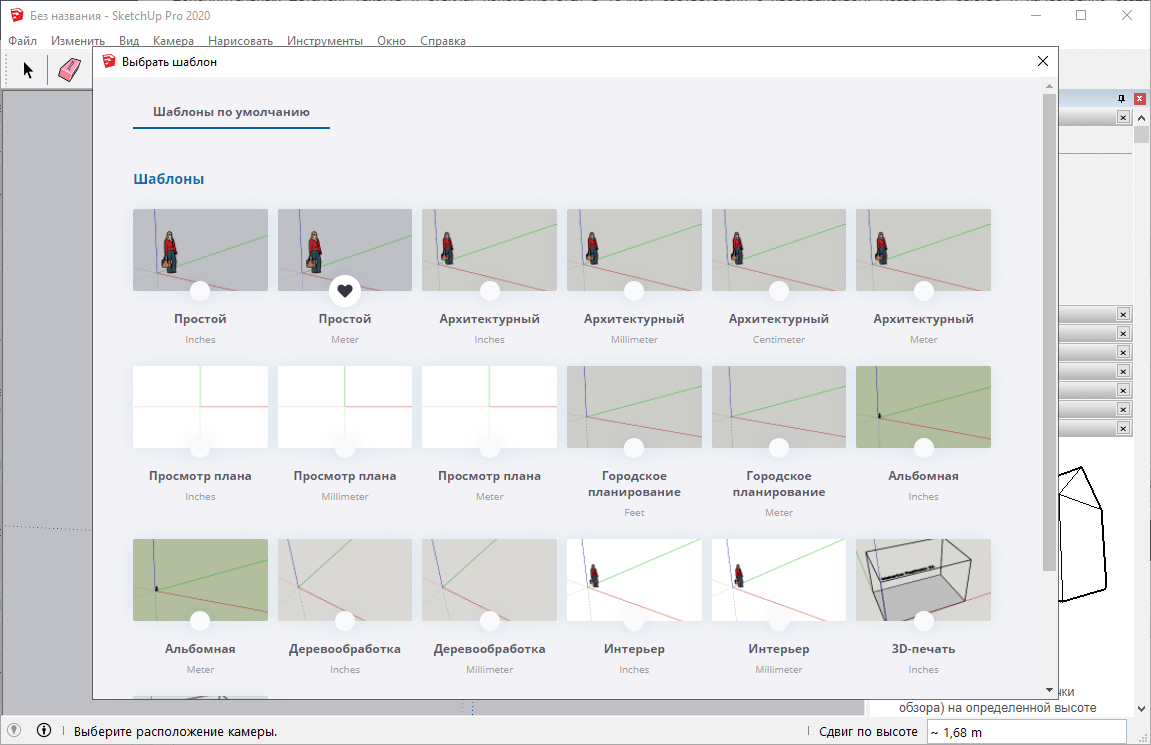 Без названия - SketchUp Pro 2020
Файл Изменить Вид Камера Нарисовать Инструменты Окно Справка
Выбрать шаблон
Шаблоны по умолчанию
Шаблоны
Простой Простой Архитектурный Архитектурный Архитектурный Архитектурный
Inches Meter Inches Millimeter Centimeter Meter
Просмотр плана Просмотр плана Просмотр плана Городское планирование Городское планирование Альбомная
Inches Millimeter Meter Feet Meter Inches
Альбомная Деревообработка Деревообработка Интерьер Интерьер 3D-печать
Meter Inches Millimeter Inches Millimeter Inches
обзора) на определенной высоте
Выберите расположение камеры. Сдвиг по высоте ~ 1,68 m